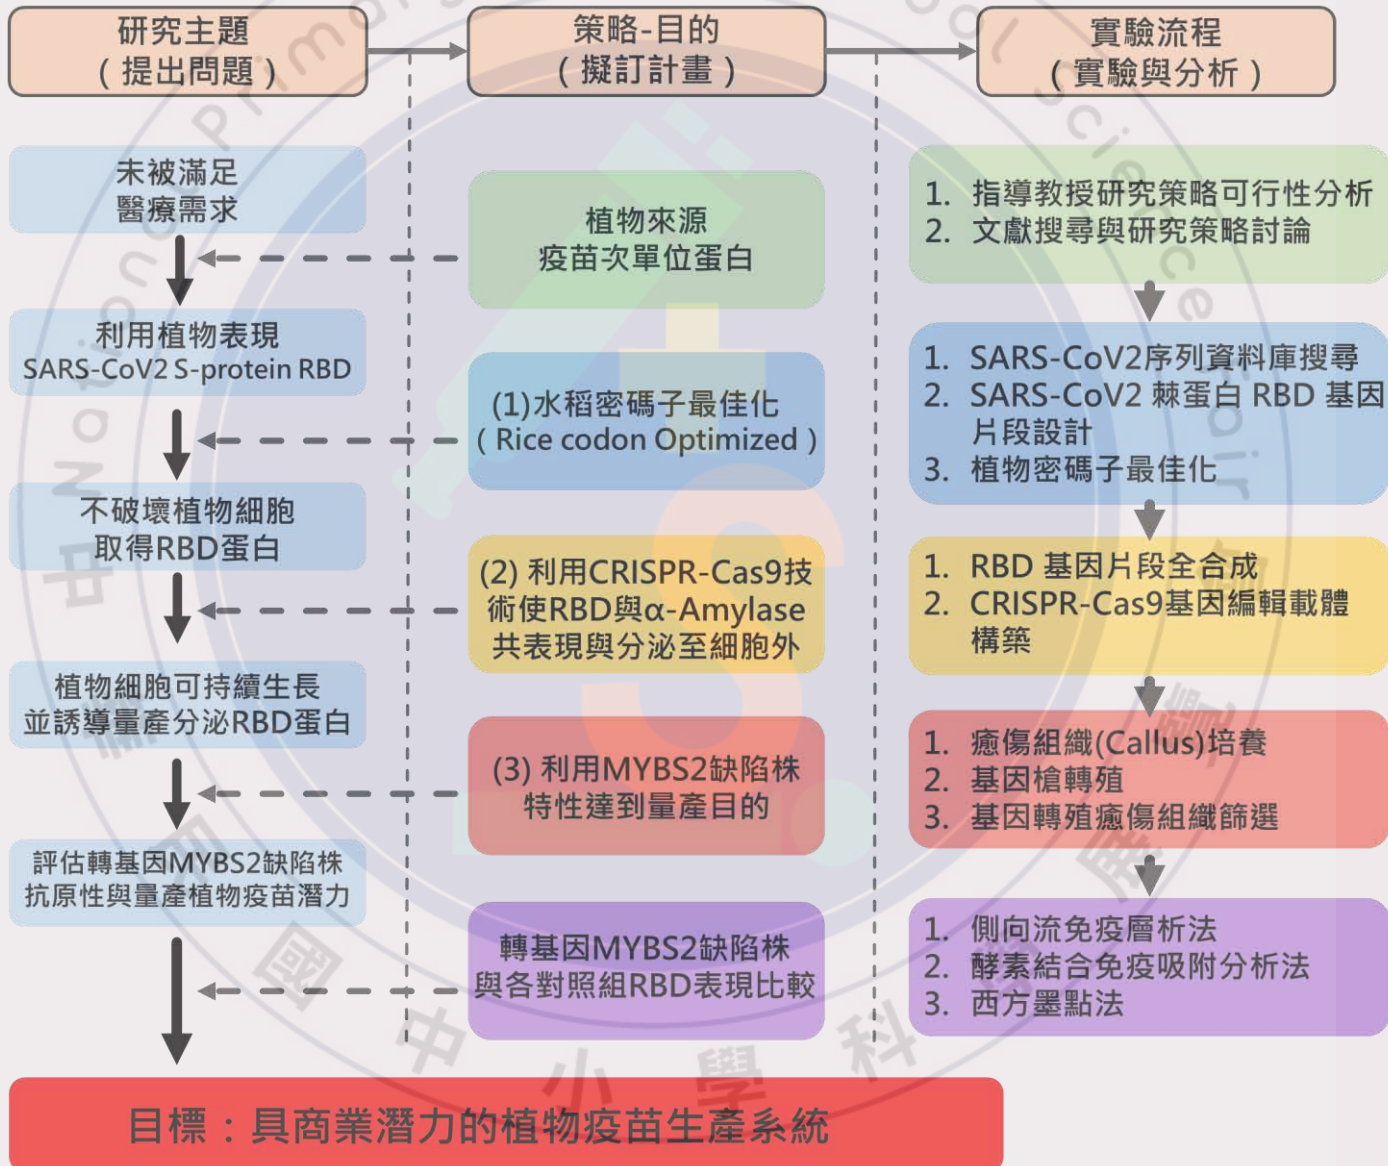 研究主題
（提出問題）
策略-目的
（擬訂計畫）
實驗流程
（實驗與分析）
未被滿足
醫療需求
利用植物表現
SARS-CoV2 S-protein RBD
不破壞植物細胞
取得RBD蛋白
植物細胞可持續生長
並誘導量產分泌RBD蛋白
評估轉基因MYBS2缺陷株
抗原性與量產植物疫苗潛力
植物來源
疫苗次單位蛋白
(1)水稻密碼子最佳化
（Rice codon Optimized）
(2) 利用CRISPR-Cas9技
術使RBD與α-Amylase
共表現與分泌至細胞外
(3) 利用MYBS2缺陷株
特性達到量產目的
轉基因MYBS2缺陷株
與各對照組RBD表現比較
1. 指導教授研究策略可行性分析
2. 文獻搜尋與研究策略討論
1. SARS-CoV2序列資料庫搜尋
2. SARS-CoV2 棘蛋白 RBD 基因
片段設計
3. 植物密碼子最佳化
1. RBD 基因片段全合成
2. CRISPR-Cas9基因編輯載體
構築
1. 癒傷組織(Callus)培養
2. 基因槍轉殖
3. 基因轉殖癒傷組織篩選
1. 側向流免疫層析法
2. 酵素結合免疫吸附分析法
3. 西方墨點法
目標：具商業潛力的植物疫苗生產系統
中華民國中小學科學展覽會